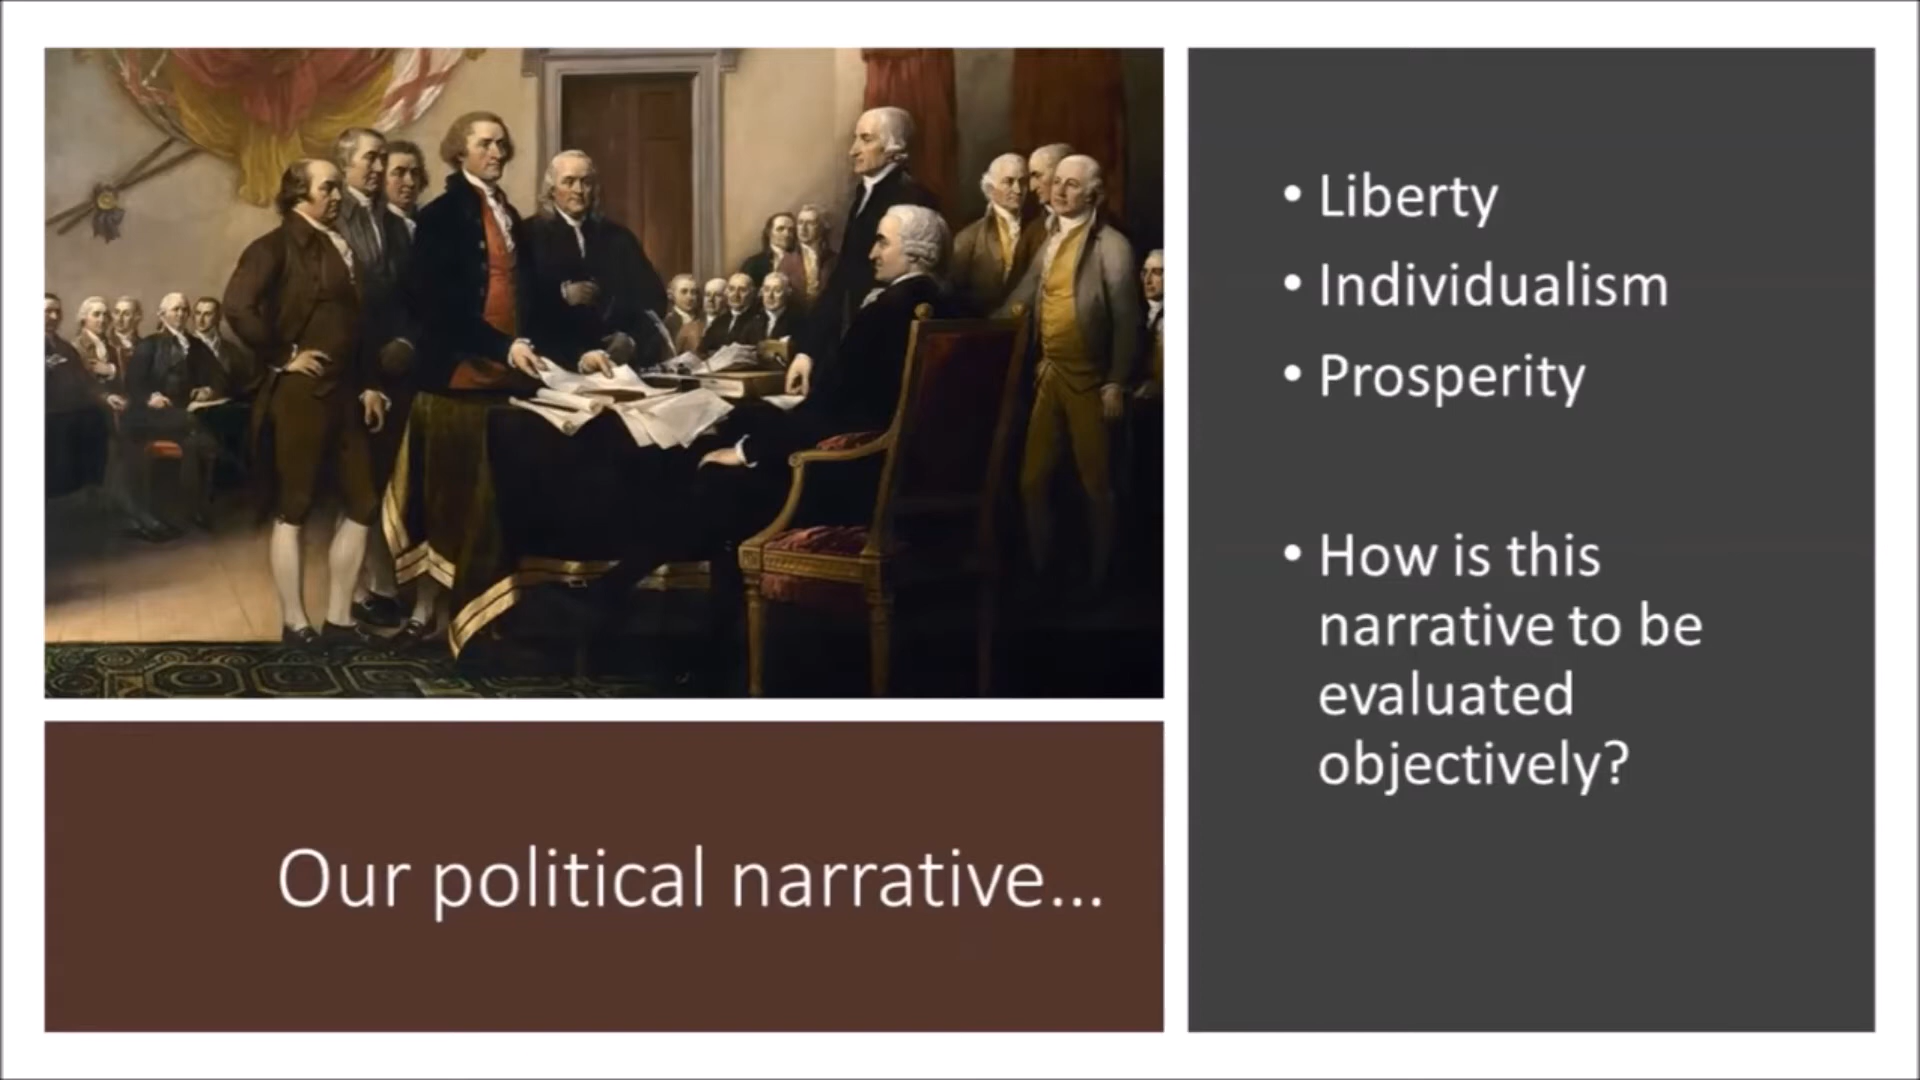 • Liberty
• Individualism
• Prosperity
• How is this
narrative to be
evaluated
objectively?
Our political narrative...